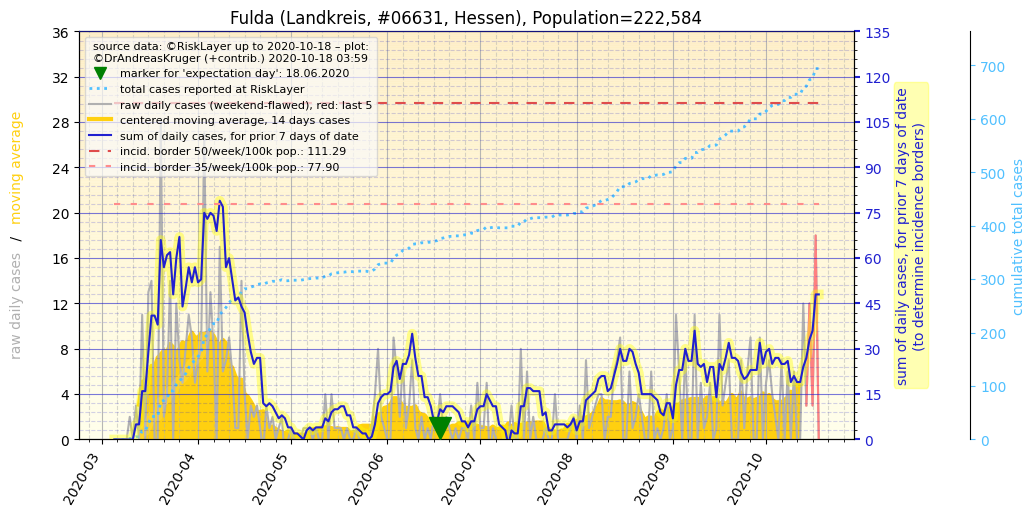 Fulda (Landkreis, #06631, Hessen), Population=222,584
source data: ©RiskLayer up to 2020-10-18 – plot:
©DrAndreasKruger (+contrib.) 2020-10-18 03:59
marker for 'expectation day': 18.06.2020
total cases reported at RiskLayer
raw daily cases (weekend-flawed), red: last 5
centered moving average, 14 days cases
sum of daily cases, for prior 7 days of date
incid. border 50/week/100k pop.: 111.29
incid. border 35/week/100k pop.: 77.90
raw daily cases / moving average
36
32
28
24
20
16
12
8
4
0
2020-03
2020-04
2020-05
2020-06
2020-07
2020-08
2020-09
2020-10
135
120
105
90
75
60
45
30
15
0
sum of daily cases, for prior 7 days of date
(to determine incidence borders)
700
600
500
400
300
200
100
0
cumulative total cases